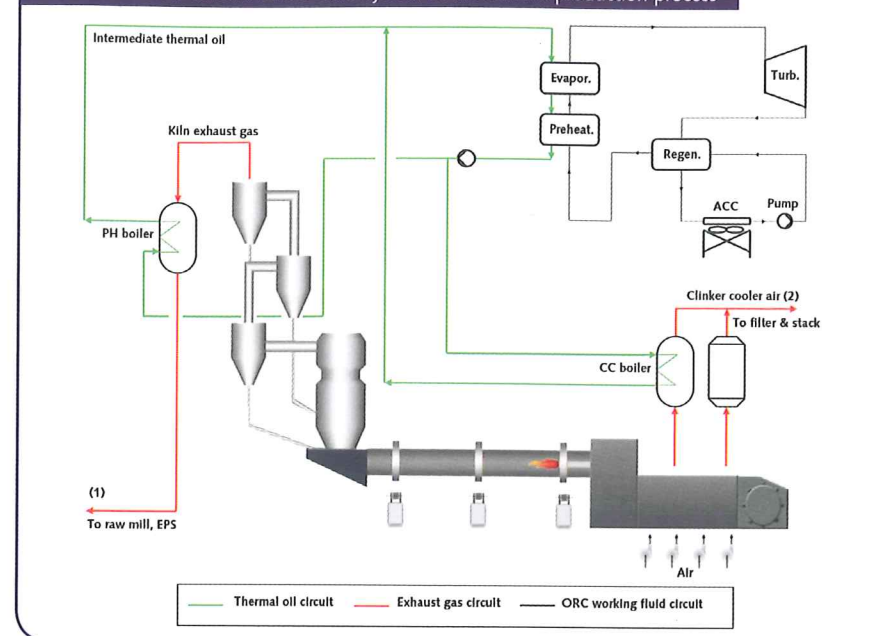 production process
Intermediate thermal oil
Evapor.
Turb.
Preheat.
Kiln exhaust gas
Regen.
ACC
Pump
PH boiler
Clinker cooler air (2)
To filter & stack
CC boiler
(1)
To raw mill, EPS
Air
Thermal oil circuit
Exhaust gas circuit
ORC working fluid circuit